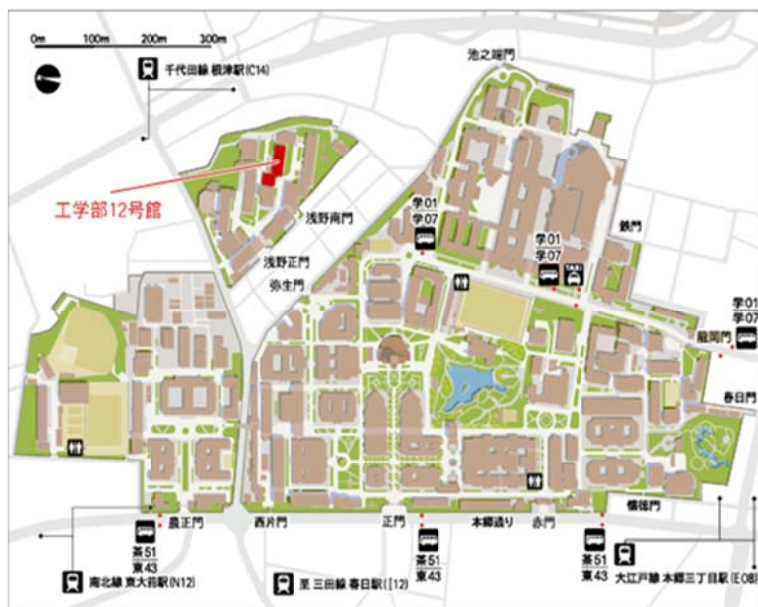 0m 100m 200m 300m
千代田線 根津駅(C14)
池之端門
工学部12号館
浅野南門
学01
学07
浅野正門
弥生門
鉄門
学01
学07
TAXI
学01
学07
龍岡門
春日門
農正門
西片門
正門
本郷通り
赤門
懐徳門
茶51
東43
茶51
東43
茶51
東43
南北線 東大前駅(N12)
至 三田線 春日駅(I12)
大江戸線 本郷三丁目駅(E08)